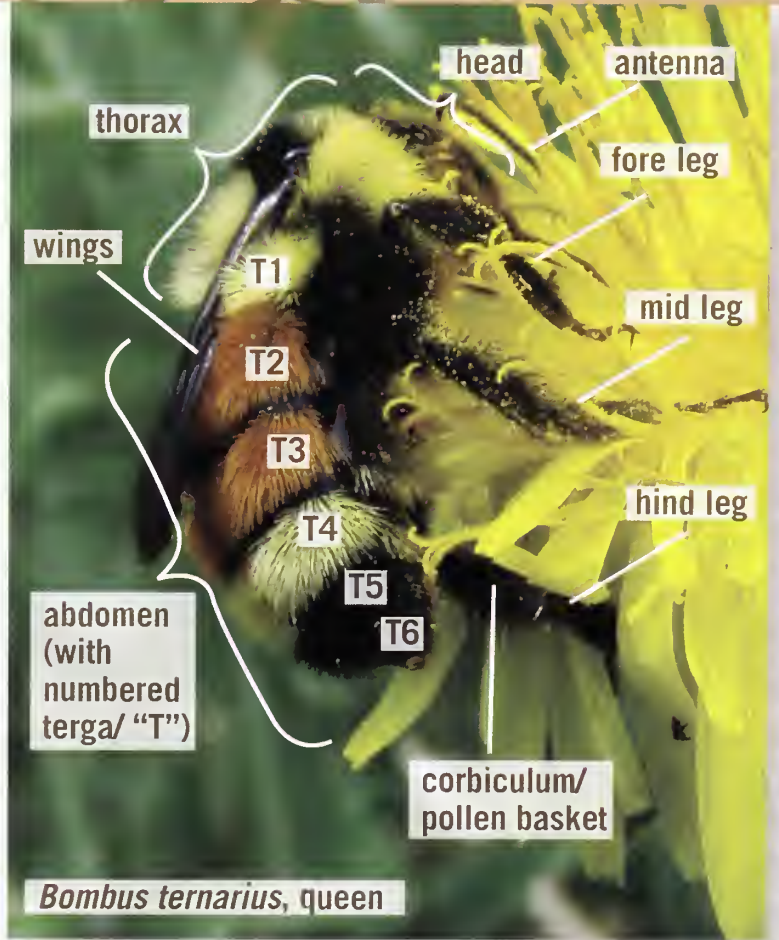 head
antenna
thorax
fore leg
wings
T1
mid leg
T2
T3
hind leg
T4
T5
abdomen
(with
numbered
terga/ “T”)
T6
corbiculum/
pollen basket
Bombus ternarius, queen